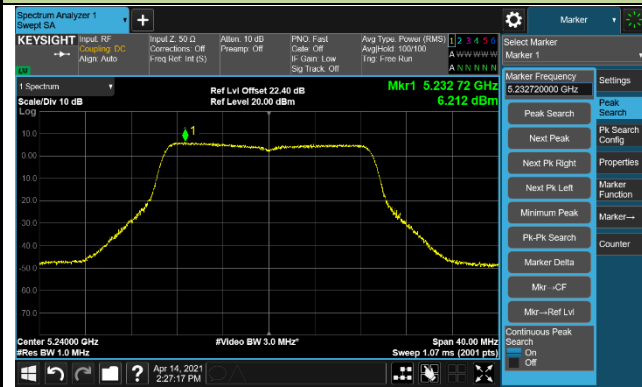 Spectrum Analyzer 1
Swept SA
+
Marker
KEYSIGHT
Input: RF
Coupling: DC
Align: Auto
Input Z: 50 Ω
Corrections: Off
Freq Ref: Int (S)
Atten: 10 dB
Preamp: Off
PNO: Fast
Gate: Off
IF Gain: Low
Sig Track: Off
Avg Type: Power (RMS)
Avg|Hold: 100/100
Trig: Free Run
1 2 3 4 5 6
A W W W W W
A N N N N N
LXI
Select Marker
Marker 1
1 Spectrum
Scale/Div 10 dB
Log
Ref Lvl Offset 22.40 dB
Ref Level 20.00 dBm
Mkr1 5.232 72 GHz
6.212 dBm
10.0
0.00
10.0
20.0
30.0
40.0
50.0
60.0
70.0
1
Center 5.24000 GHz
#Res BW 1.0 MHz
#Video BW 3.0 MHz*
Span 40.00 MHz
Sweep 1.07 ms (2001 pts)
Marker Frequency
5.232720000 GHz
Peak Search
Next Peak
Next Pk Right
Next Pk Left
Minimum Peak
Pk-Pk Search
Marker Delta
Mkr→CF
Mkr→Ref Lvl
Continuous Peak
Search
On
Off
Settings
Peak
Search
Pk Search
Config
Properties
Marker
Function
Marker→
Counter
?
Apr 14, 2021
2:27:17 PM